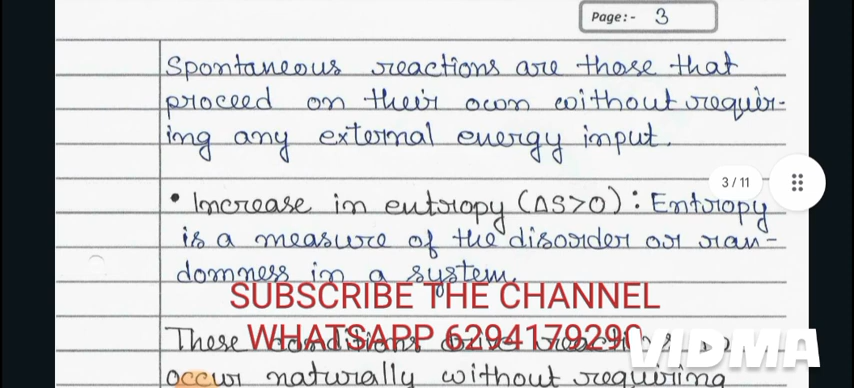 Page:- 3
Spontaneous reactions are those that
proceed on their own without requir-
ing any external energy input.
3 / 11
• Increase in entropy (ΔS>0) : Entropy
is a measure of the disorder or ran-
domness in a system.
SUBSCRIBE THE CHANNEL
WHATSAPP 6294179290
VIDMA
These conditions
occur naturally without requiring